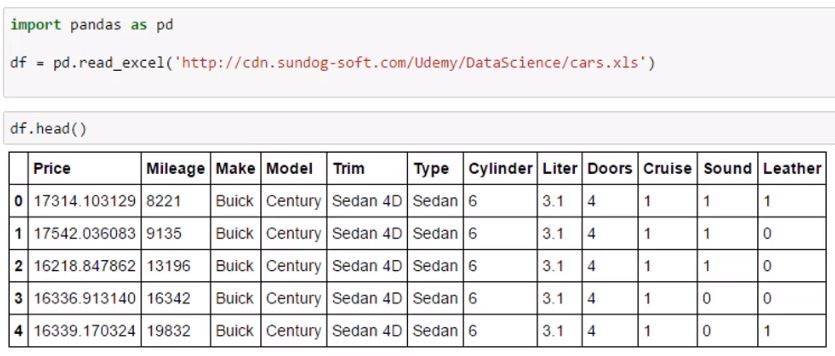 import pandas as pd
df = pd.read_excel('http://cdn.sundog-soft.com/Udemy/DataScience/cars.xls')
df.head()
Price Mileage Make Model Trim Type Cylinder Liter Doors Cruise Sound Leather
0 17314.103129 8221 Buick Century Sedan 4D Sedan 6 3.1 4 1 1 1
1 17542.036083 9135 Buick Century Sedan 4D Sedan 6 3.1 4 1 1 0
2 16218.847862 13196 Buick Century Sedan 4D Sedan 6 3.1 4 1 1 0
3 16336.913140 16342 Buick Century Sedan 4D Sedan 6 3.1 4 1 0 0
4 16339.170324 19832 Buick Century Sedan 4D Sedan 6 3.1 4 1 0 1